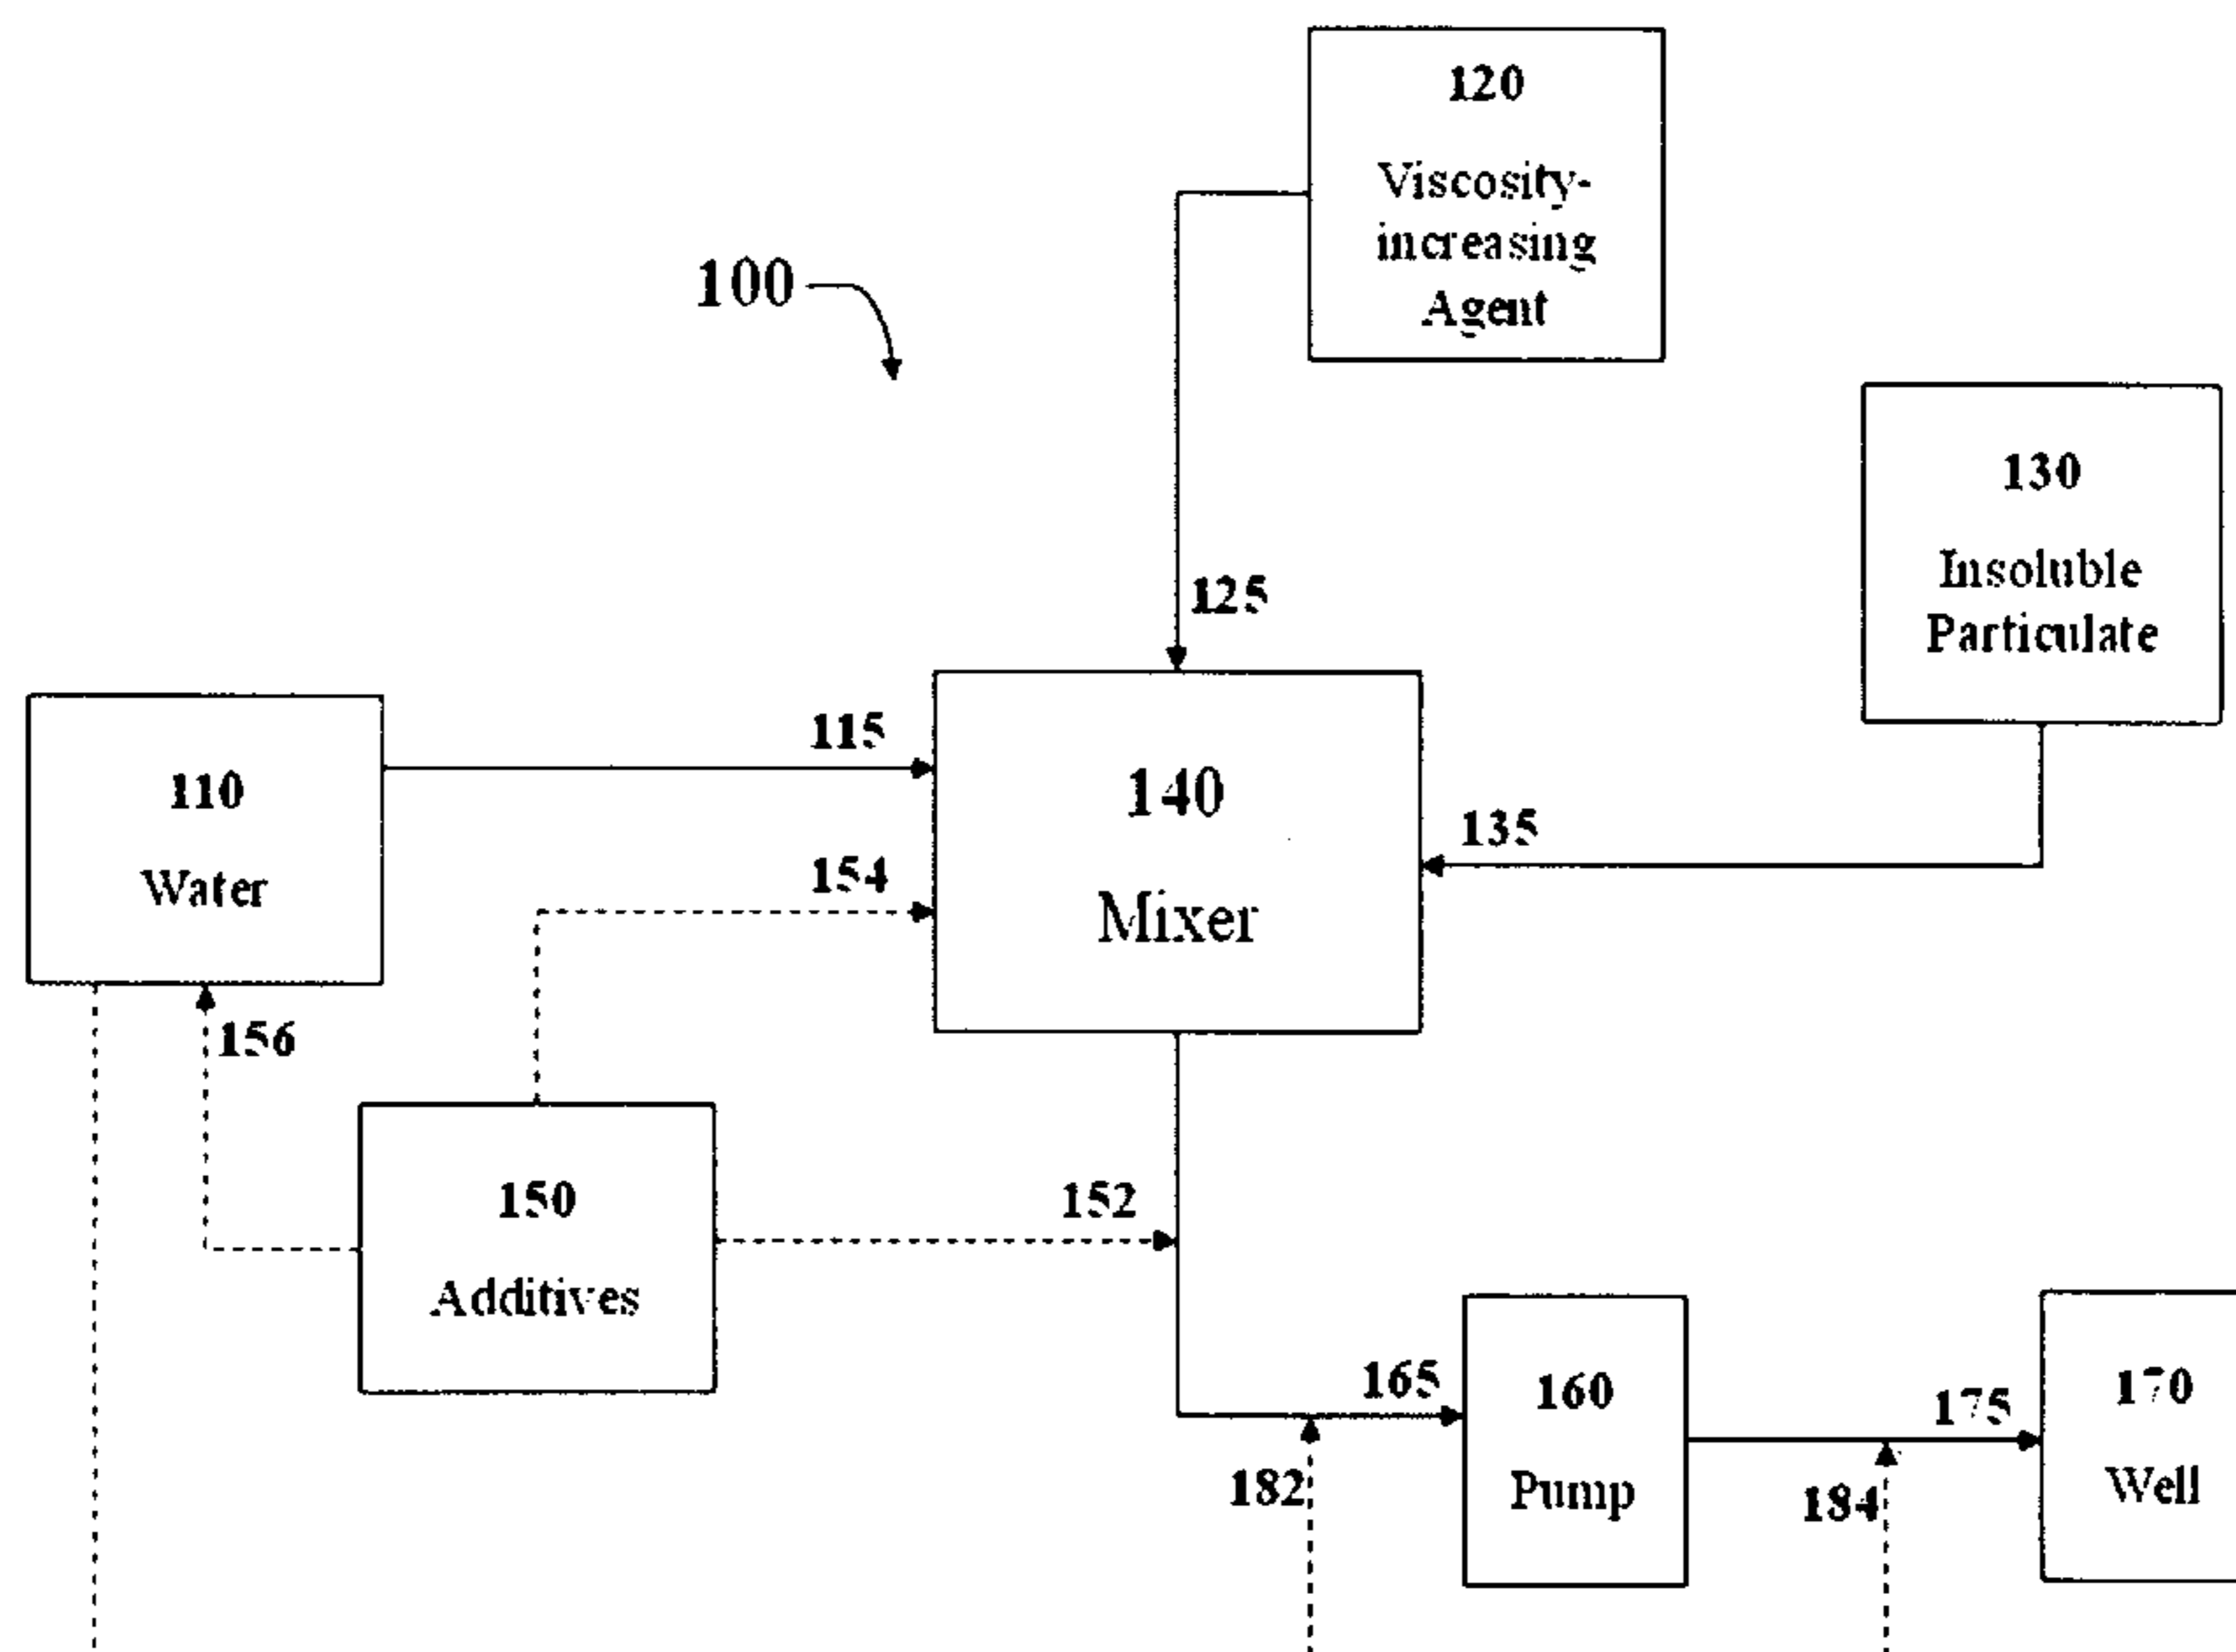 120
Viscosity-
increasing
Agent
100
130
Insoluble
Particulate
125
115
110
Water
140
Mixer
135
154
156
150
Additives
152
165
160
Pump
175
170
Well
182
184